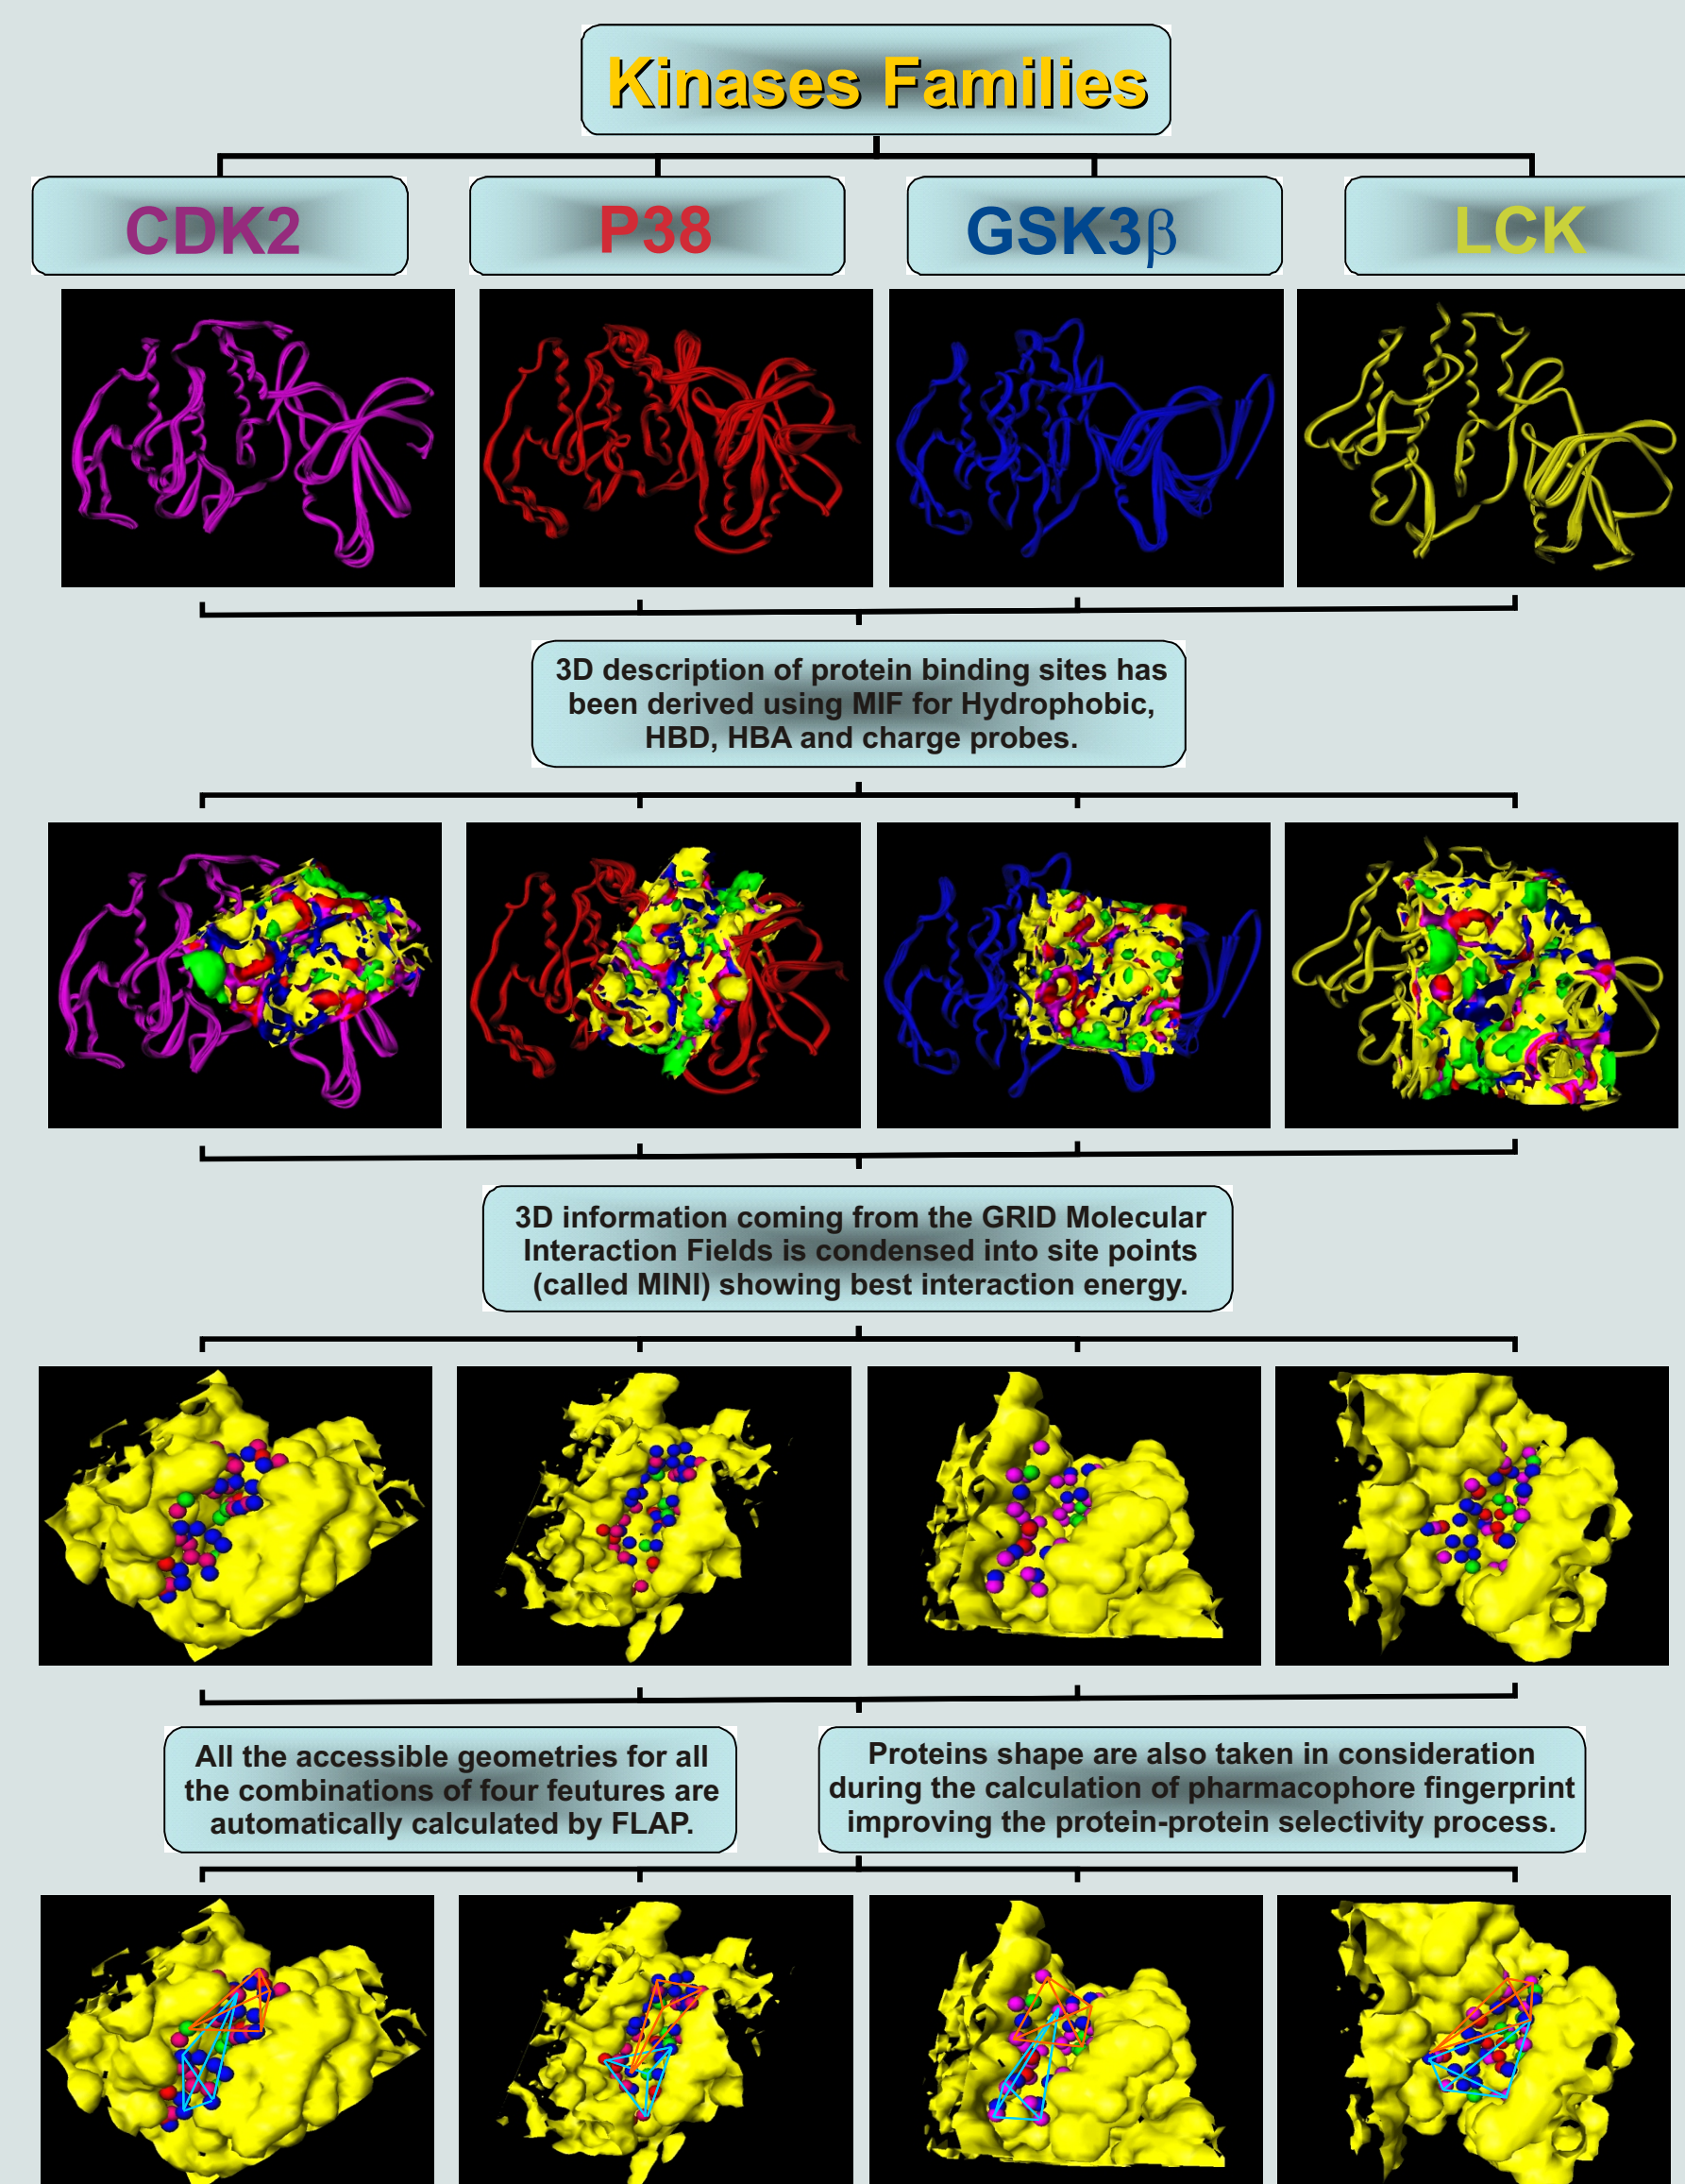 Kinases Families
CDK2
P38
GSK3β
LCK
3D description of protein binding sites has
been derived using MIF for Hydrophobic,
HBD, HBA and charge probes.
3D information coming from the GRID Molecular
Interaction Fields is condensed into site points
(called MINI) showing best interaction energy.
All the accessible geometries for all
the combinations of four feutures are
automatically calculated by FLAP.
Proteins shape are also taken in consideration
during the calculation of pharmacophore fingerprint
improving the protein-protein selectivity process.